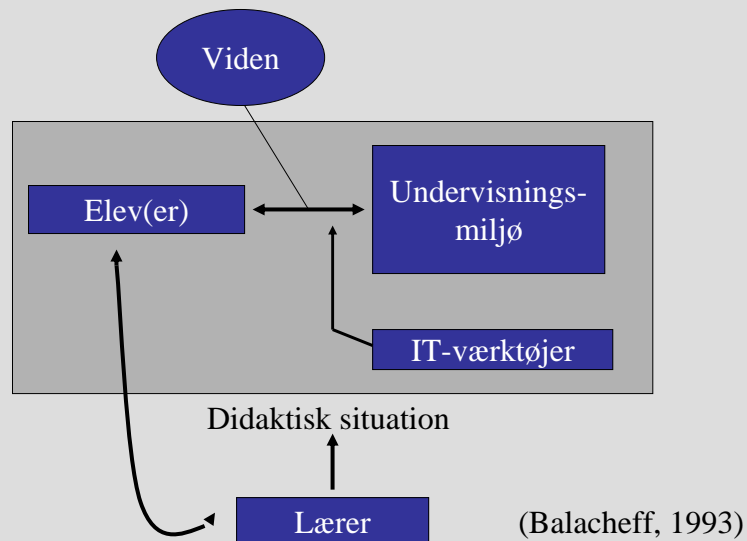 Viden
Elev(er)
Undervisnings-
miljø
IT-værktøjer
Didaktisk situation
Lærer
(Balacheff, 1993)